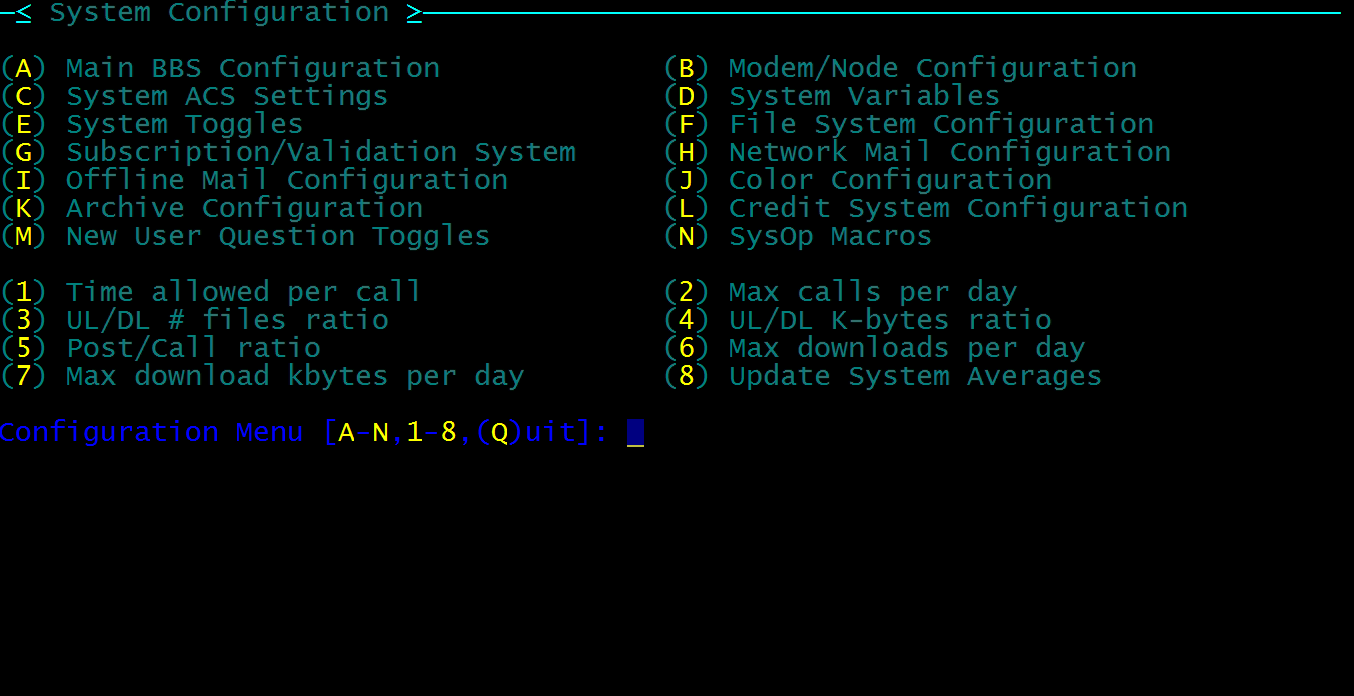 ≤ System Configuration ≥
(A) Main BBS Configuration (B) Modem/Node Configuration
(C) System ACS Settings (D) System Variables
(E) System Toggles (F) File System Configuration
(G) Subscription/Validation System (H) Network Mail Configuration
(I) Offline Mail Configuration (J) Color Configuration
(K) Archive Configuration (L) Credit System Configuration
(M) New User Question Toggles (N) SysOp Macros
(1) Time allowed per call (2) Max calls per day
(3) UL/DL # files ratio (4) UL/DL K-bytes ratio
(5) Post/Call ratio (6) Max downloads per day
(7) Max download kbytes per day (8) Update System Averages
Configuration Menu [A-N,1-8,(Q)uit]: